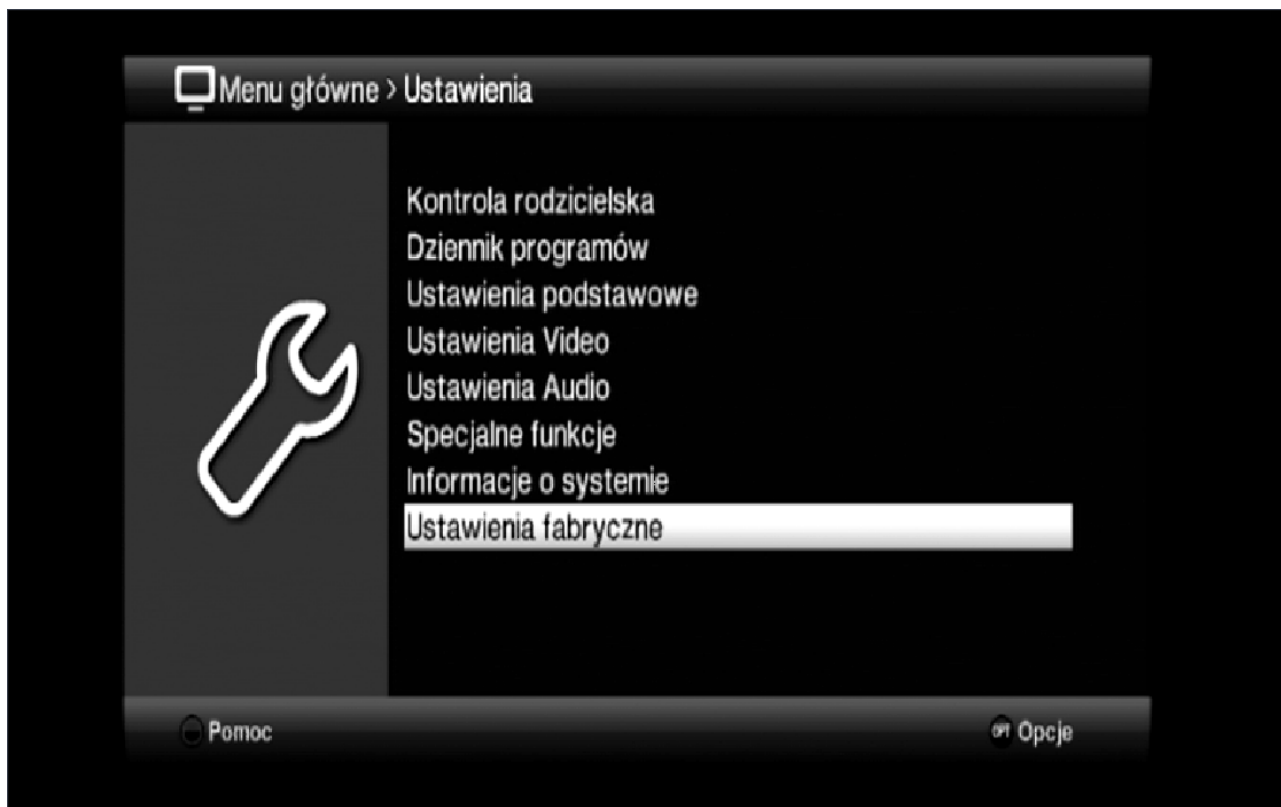 Menu główne > Ustawienia
Kontrola rodzicielska
Dziennik programów
Ustawienia podstawowe
Ustawienia Video
Ustawienia Audio
Specjalne funkcje
Informacje o systemie
Ustawienia fabryczne
Pomoc
OPT Opcje